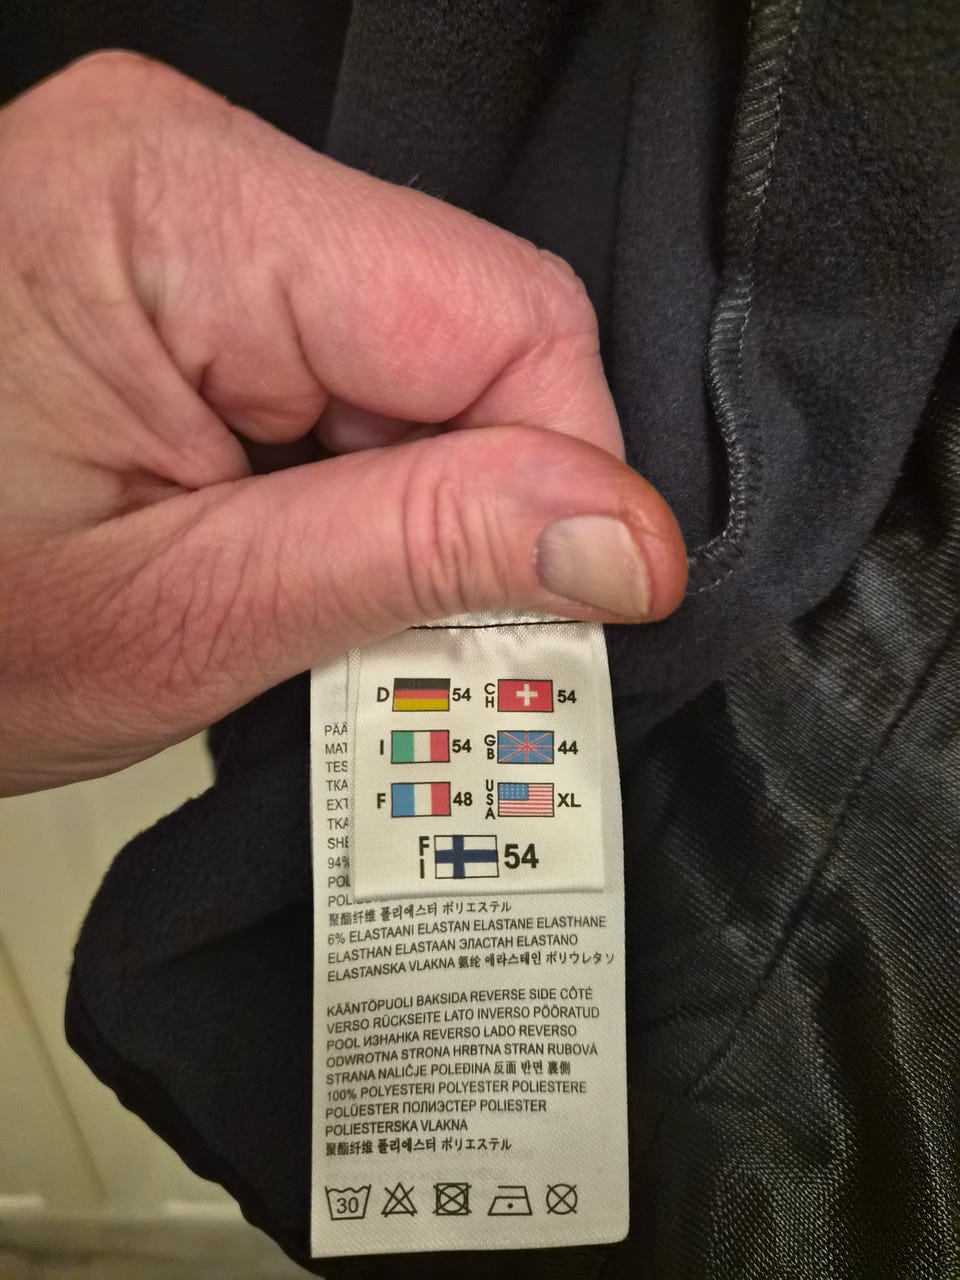 D 54 CH 54
I 54 GB 44
F 48 USA XL
FI 54
PÄÄ
MAT
TES
TKA
EXT
TKA
SHE
94%
POL
POL
聚酯纤维 폴리에스터 ポリエステル
6% ELASTAANI ELASTAN ELASTANE ELASTHANE
ELASTHAN ELASTAAN ЭЛАСТАН ELASTANO
ELASTANSKA VLAKNA 氨纶 에라스테인 ポリウレタン
KÄÄNTÖPUOLI BAKSIDA REVERSE SIDE CÔTÉ
VERSO RÜCKSEITE LATO INVERSO PÖÖRATUD
POOL ИЗНАНКА REVERSO LADO REVERSO
ODWROTNA STRONA HRBTNA STRAN RUBOVÁ
STRANA NALIČJE POLEĐINA 反面 반면 裏側
100% POLYESTERI POLYESTER POLIESTERE
POLÜESTER ПОЛИЭСТЕР POLIESTER
POLIESTERSKA VLAKNA
聚酯纤维 폴리에스터 ポリエステル
30